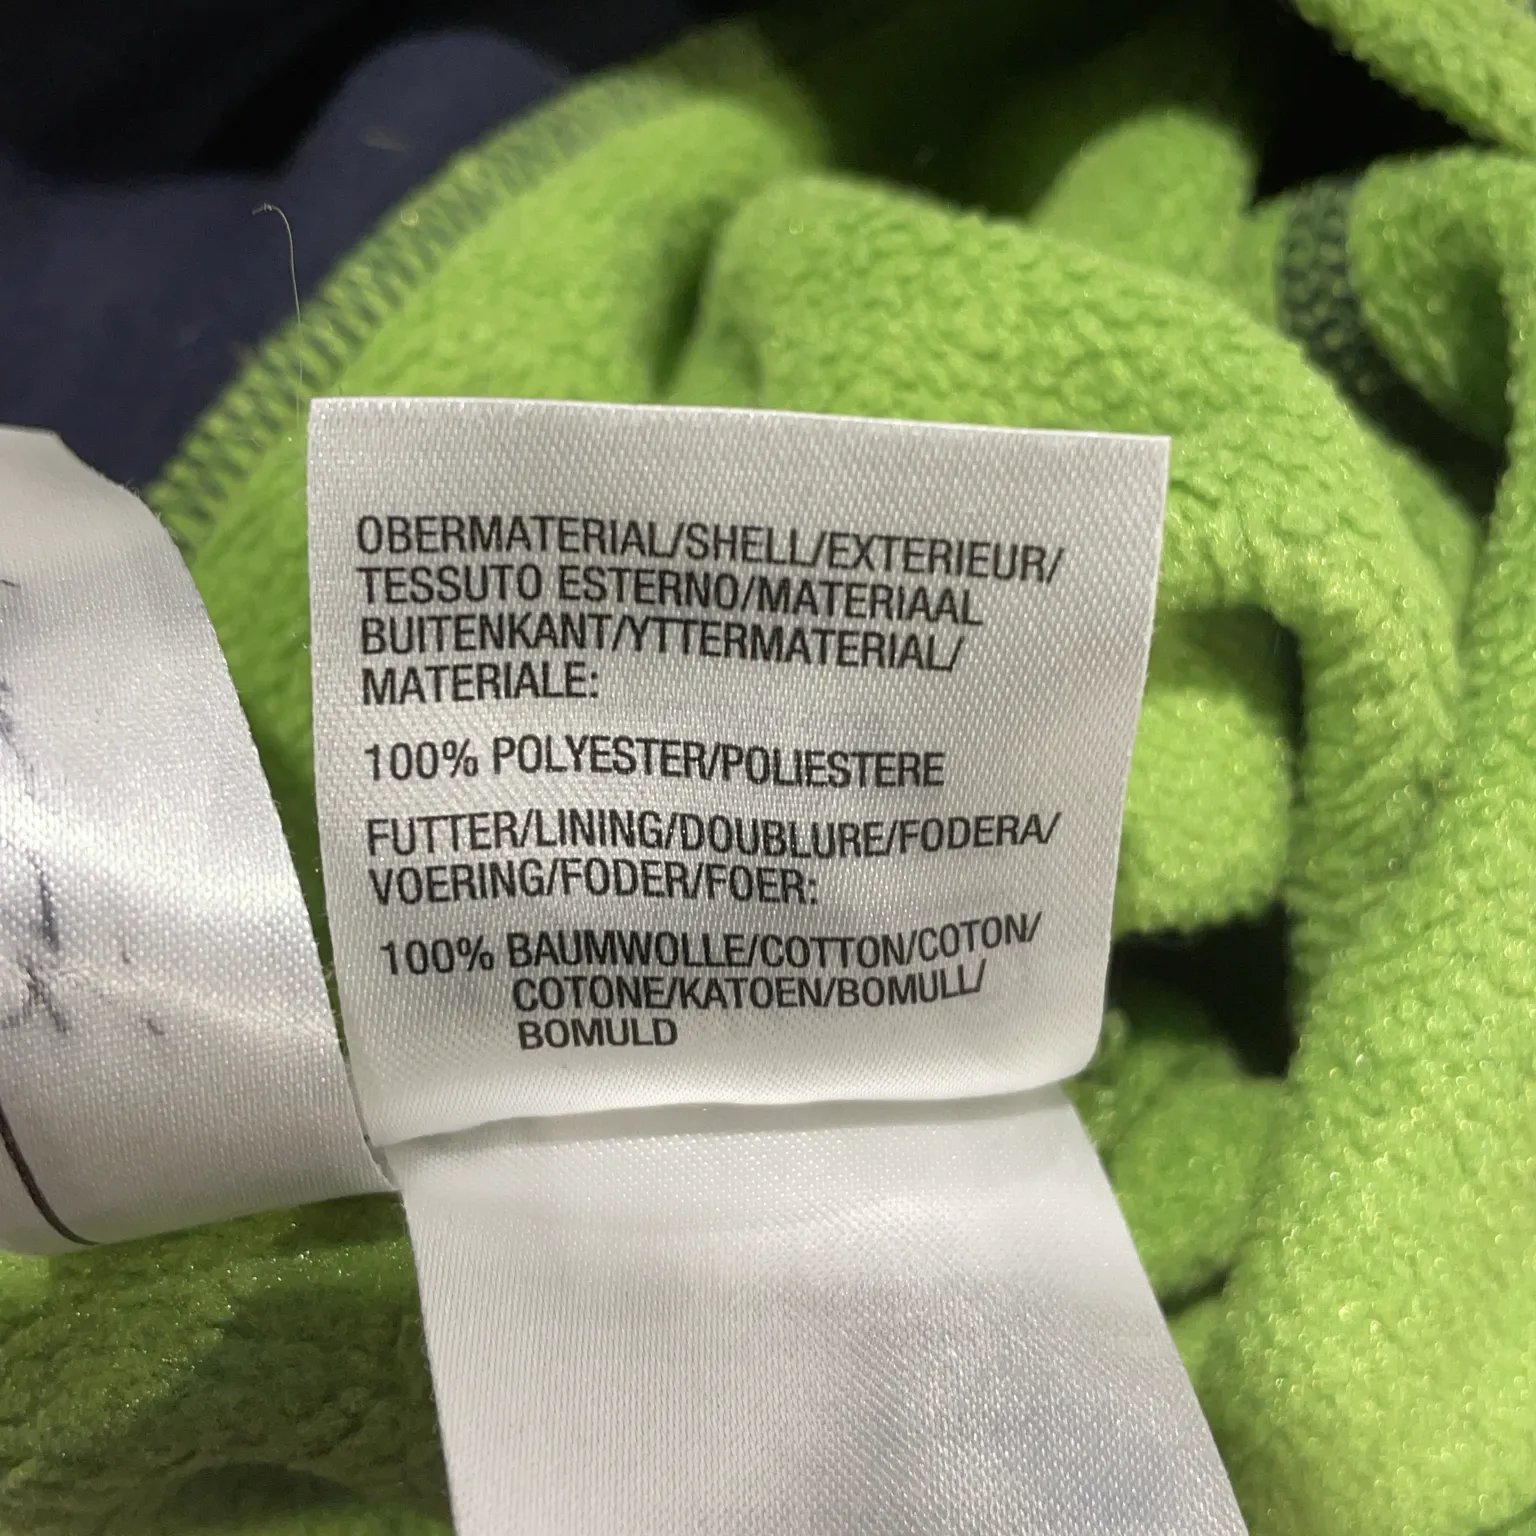 OBERMATERIAL/SHELL/EXTERIEUR/
TESSUTO ESTERNO/MATERIAAL
BUITENKANT/YTTERMATERIAL/
MATERIALE:
100% POLYESTER/POLIESTERE
FUTTER/LINING/DOUBLURE/FODERA/
VOERING/FODER/FOER:
100% BAUMWOLLE/COTTON/COTON/
COTONE/KATOEN/BOMULL/
BOMULD